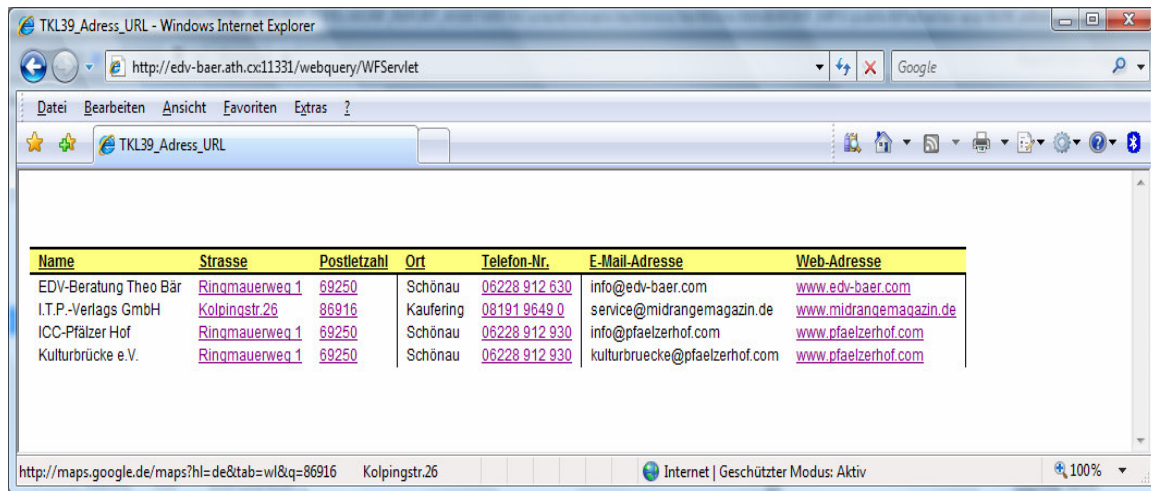 TKL39_Adress_URL - Windows Internet Explorer
http://edv-baer.ath.cx:11331/webquery/WFServlet Google
Datei Bearbeiten Ansicht Favoriten Extras ?
TKL39_Adress_URL
Name Strasse Postletzahl Ort Telefon-Nr. E-Mail-Adresse Web-Adresse
EDV-Beratung Theo Bär Ringmauerweg 1 69250 Schönau 06228 912 630 info@edv-baer.com www.edv-baer.com
I.T.P.-Verlags GmbH Kolpingstr.26 86916 Kaufering 08191 9649 0 service@midrangemagazin.de www.midrangemagazin.de
ICC-Pfälzer Hof Ringmauerweg 1 69250 Schönau 06228 912 930 info@pfaelzerhof.com www.pfaelzerhof.com
Kulturbrücke e.V. Ringmauerweg 1 69250 Schönau 06228 912 930 kulturbruecke@pfaelzerhof.com www.pfaelzerhof.com
http://maps.google.de/maps?hl=de&tab=wl&q=86916 Kolpingstr.26 Internet | Geschützter Modus: Aktiv 100%